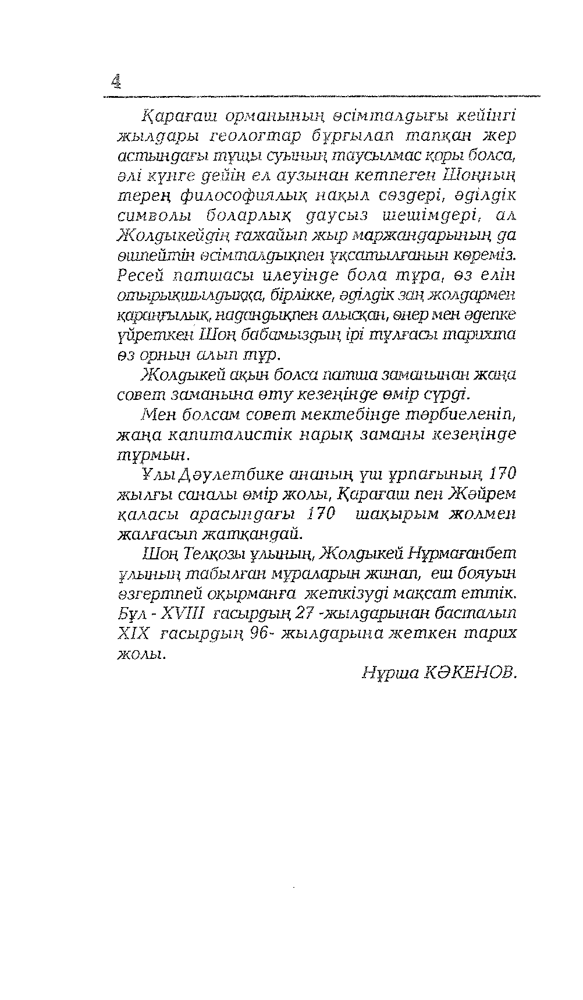 4
Қарағаш орманының өсімталдығы кейінгі
жылдары геологтар бұрғылап тапқан жер
астындағы тұщы суының таусылмас қоры болса,
әлі күнге дейін ел аузынан кетпеген Шоңның
терең философиялық нақыл сөздері, әділдік
символы боларлық даусыз шешімдері, ал
Жолдыкейдің ғажайып жыр маржандарының да
өшпейтін өсімталдықпен ұқсатылғанын көреміз.
Ресей патшасы илеуінде бола тұра, өз елін
отырықшылдыққа, бірлікке, әділдік заң жолдармен
қараңғылық, надандықпен алысқан, өнер мен әдепке
үйреткен Шоң бабамыздың ірі тұлғасы тарихта
өз орнын алып тұр.
Жолдыкей ақын болса патша заманынан жаңа
совет заманына өту кезеңінде өмір сүрді.
Мен болсам совет мектебінде тәрбиеленіп,
жаңа капиталистік нарық заманы кезеңінде
тұрмын.
Ұлы Дәулетбике ананың үш ұрпағының 170
жылғы саналы өмір жолы, Қарағаш пен Жәйрем
қаласы арасындағы 170 шақырым жолмен
жалғасып жатқандай.
Шоң Телқозы ұлының, Жолдыкей Нұрмағанбет
ұлының табылған мұраларын жинап, еш бояуын
өзгертпей оқырманға жеткізуді мақсат еттік.
Бұл - XVIII ғасырдың 27 -жылдарынан басталып
XIX ғасырдың 96- жылдарына жеткен тарих
жолы.
Нұрша КӘКЕНОВ.